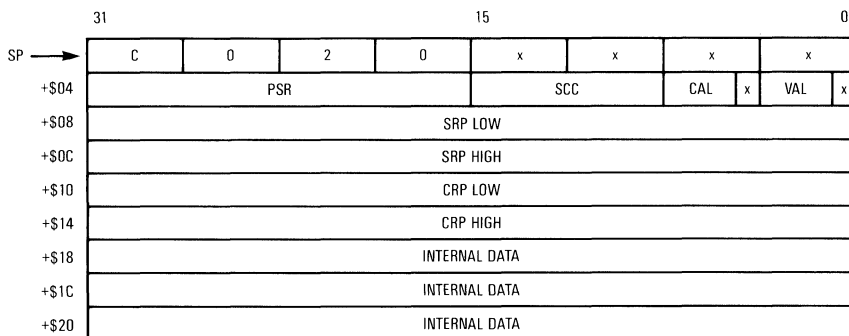 31 15 0
SP C 0 2 0 x x x x
+$04 PSR SCC CAL x VAL x
+$08 SRP LOW
+$0C SRP HIGH
+$10 CRP LOW
+$14 CRP HIGH
+$18 INTERNAL DATA
+$1C INTERNAL DATA
+$20 INTERNAL DATA